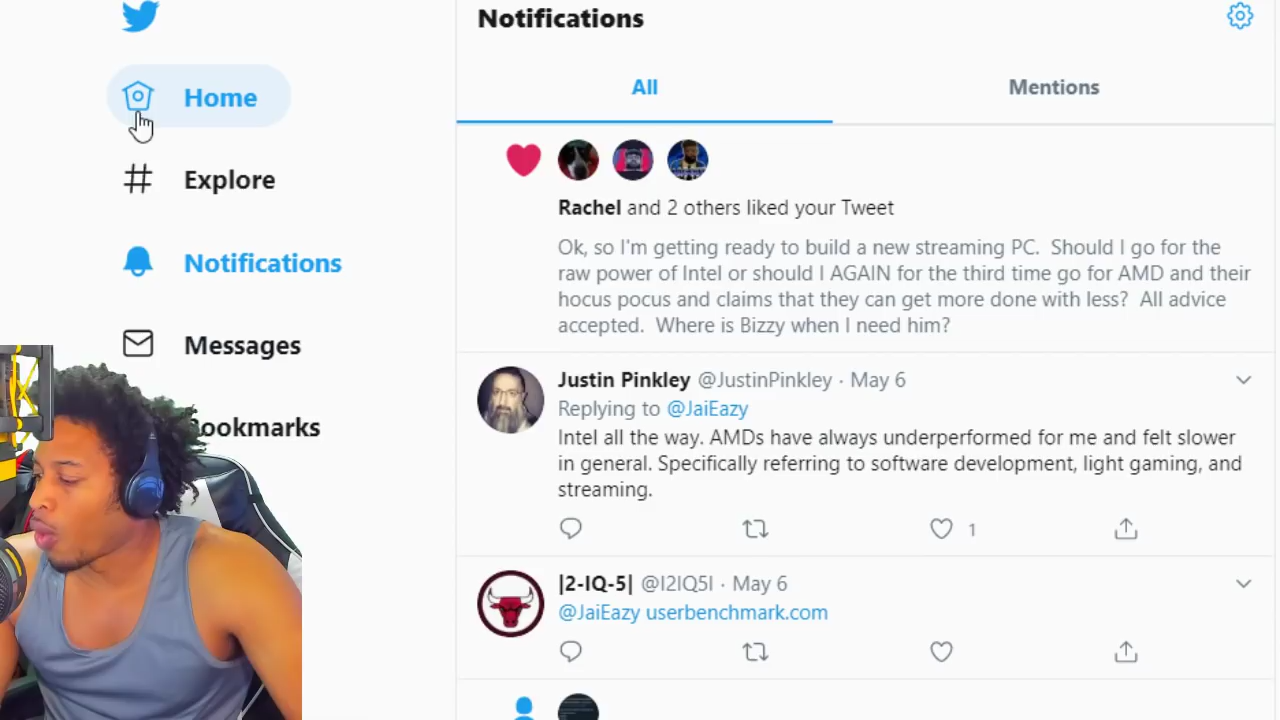 Notifications
Home
All
Mentions
Explore
Rachel and 2 others liked your Tweet
Ok, so I'm getting ready to build a new streaming PC. Should I go for the
raw power of Intel or should I AGAIN for the third time go for AMD and their
hocus pocus and claims that they can get more done with less? All advice
accepted. Where is Bizzy when I need him?
Notifications
Messages
Bookmarks
Justin Pinkley @JustinPinkley · May 6
Replying to @JaiEazy
Intel all the way. AMDs have always underperformed for me and felt slower
in general. Specifically referring to software development, light gaming, and
streaming.
1
|2-IQ-5| @I2IQ5I · May 6
@JaiEazy userbenchmark.com